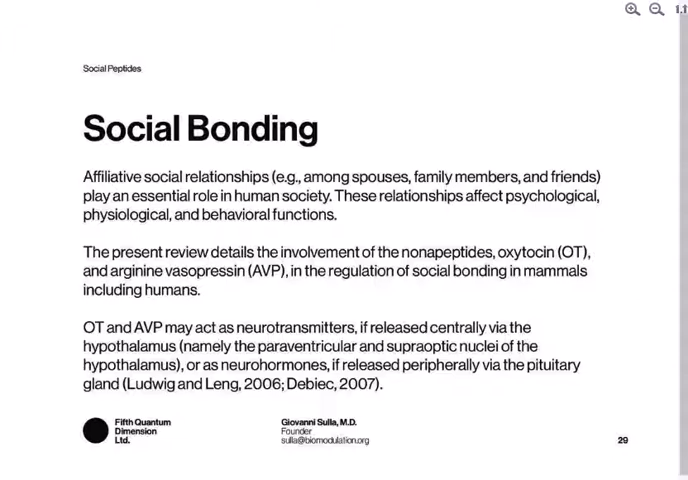 1.1
Social Peptides
Social Bonding
Affiliative social relationships (e.g., among spouses, family members, and friends)
play an essential role in human society. These relationships affect psychological,
physiological, and behavioral functions.
The present review details the involvement of the nonapeptides, oxytocin (OT),
and arginine vasopressin (AVP), in the regulation of social bonding in mammals
including humans.
OT and AVP may act as neurotransmitters, if released centrally via the
hypothalamus (namely the paraventricular and supraoptic nuclei of the
hypothalamus), or as neurohormones, if released peripherally via the pituitary
gland (Ludwig and Leng, 2006; Debiec, 2007).
Fifth Quantum
Dimension
Ltd.
Giovanni Sulla, M.D.
Founder
sulla@biomodulation.org
29